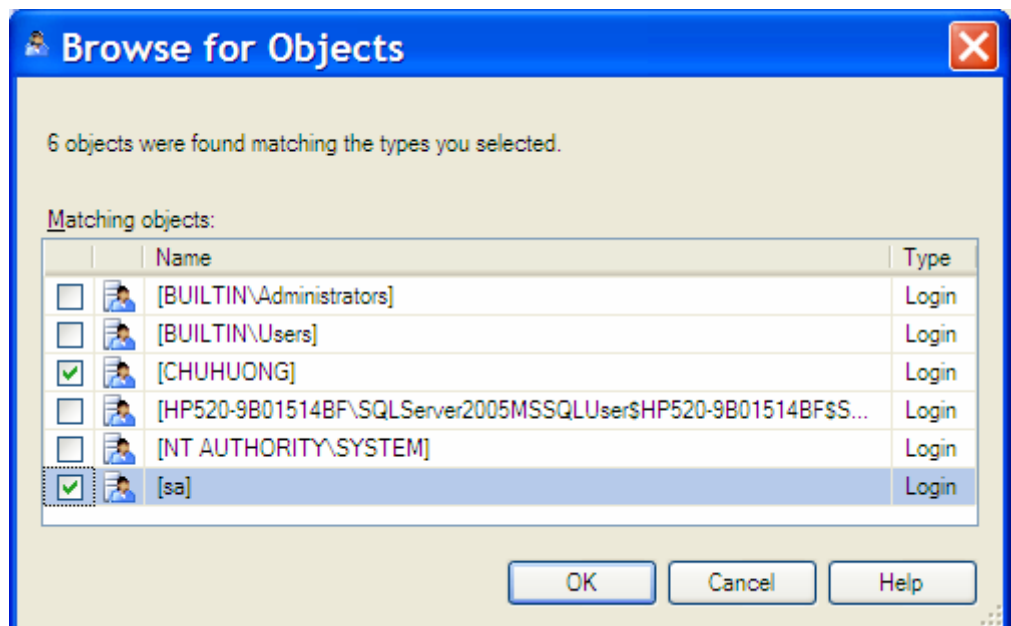 Browse for Objects
6 objects were found matching the types you selected.
Matching objects:
Name Type
[BUILTIN\Administrators] Login
[BUILTIN\Users] Login
[CHUHUONG] Login
[HP520-9B01514BF\SQLServer2005MSSQLUser$HP520-9B01514BF$S... Login
[NT AUTHORITY\SYSTEM] Login
[sa] Login
OK Cancel Help